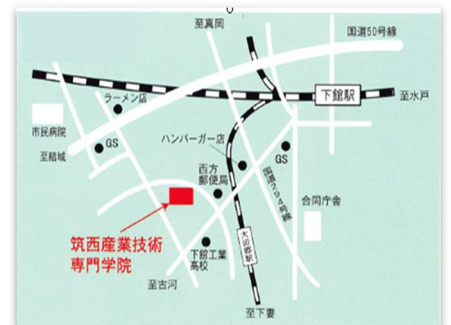 至真岡
国道50号線
下館駅
至水戸
ラーメン店
市民病院
至結城
GS
ハンバーガー店
GS
西方
郵便局
国道294号線
合同庁舎
筑西産業技術
専門学院
下館工業
高校
大田郷駅
至古河
至下妻